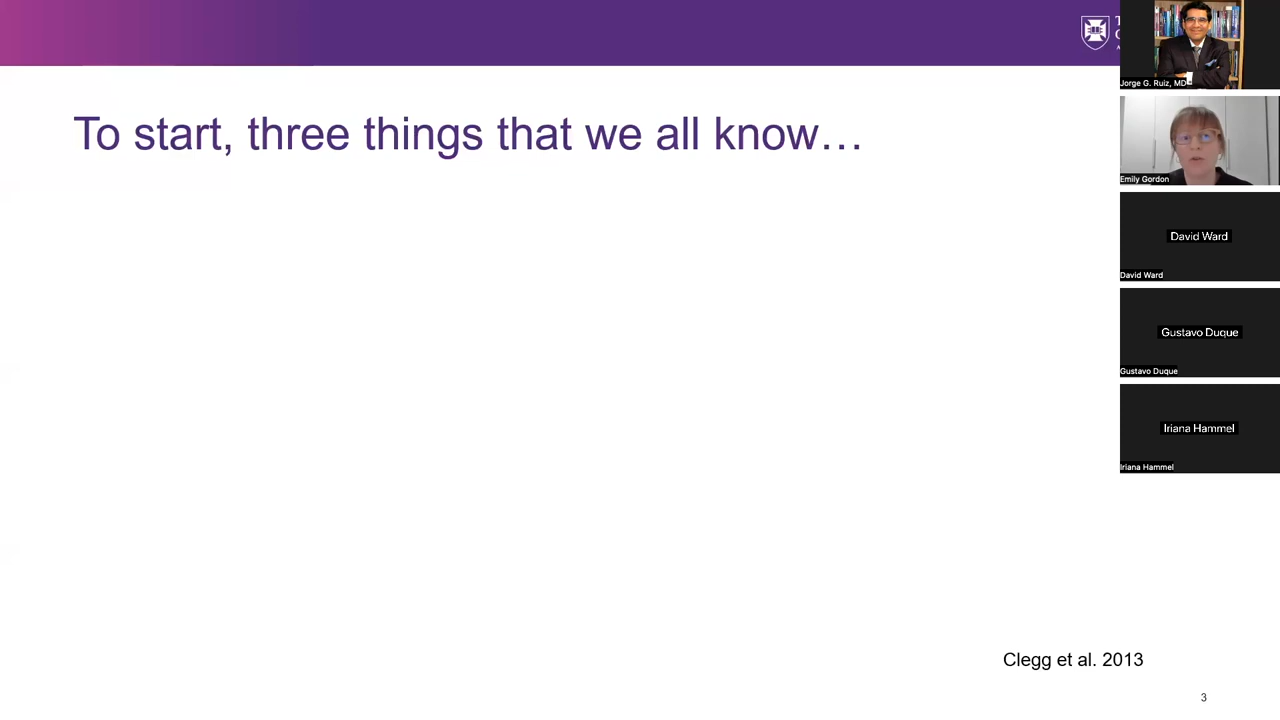 To start, three things that we all know…
Jorge G. Ruiz, MD
Emily Gordon
David Ward
David Ward
Gustavo Duque
Gustavo Duque
Iriana Hammel
Iriana Hammel
Clegg et al. 2013
3